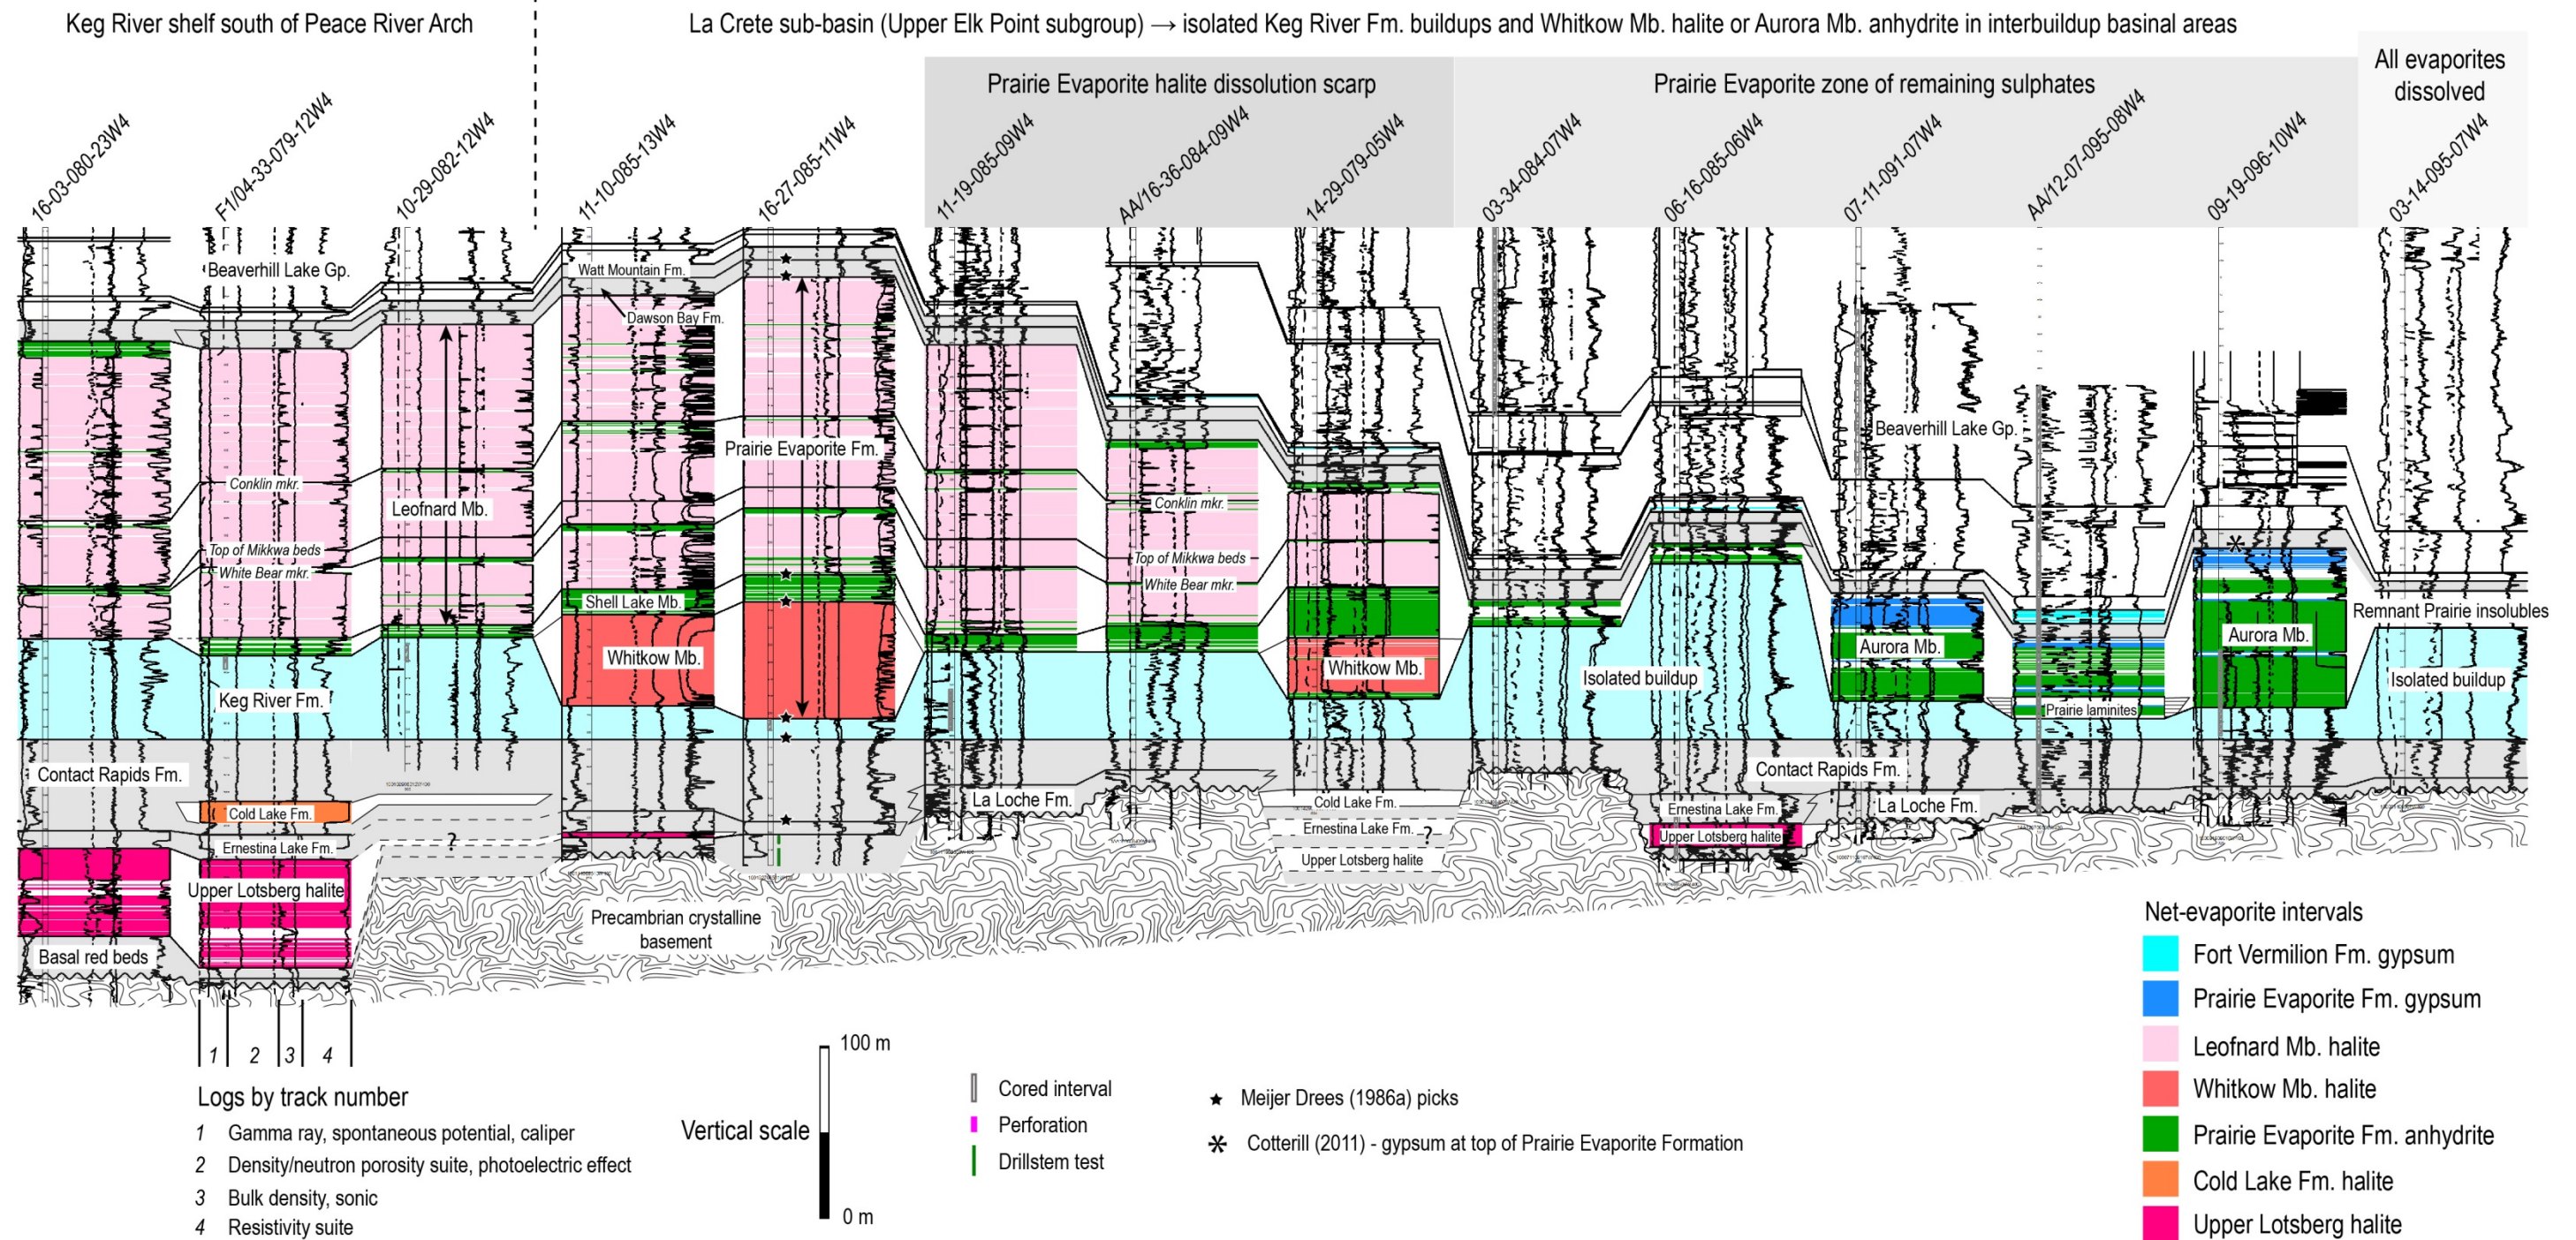 Keg River shelf south of Peace River Arch
La Crete sub-basin (Upper Elk Point subgroup) → isolated Keg River Fm. buildups and Whitkow Mb. halite or Aurora Mb. anhydrite in interbuildup basinal areas
Prairie Evaporite halite dissolution scarp
Prairie Evaporite zone of remaining sulphates
All evaporites
dissolved
16-03-080-23W4
F1/04-33-079-12W4
10-29-082-12W4
11-10-085-13W4
16-27-085-11W4
11-19-085-09W4
AA/16-36-084-09W4
14-29-079-05W4
03-34-084-07W4
06-16-085-06W4
07-11-091-07W4
AA/12-07-095-08W4
09-19-096-10W4
03-14-095-07W4
Beaverhill Lake Gp.
Watt Mountain Fm.
Dawson Bay Fm.
Beaverhill Lake Gp.
Prairie Evaporite Fm.
Conklin mkr.
Leofnard Mb.
Conklin mkr.
Top of Mikkwa beds
White Bear mkr.
Top of Mikkwa beds
White Bear mkr.
Shell Lake Mb.
Remnant Prairie insolubles
Whitkow Mb.
Whitkow Mb.
Aurora Mb.
Aurora Mb.
Keg River Fm.
Isolated buildup
Isolated buildup
Prairie laminites
Contact Rapids Fm.
Contact Rapids Fm.
Cold Lake Fm.
La Loche Fm.
Cold Lake Fm.
Ernestina Lake Fm.
La Loche Fm.
Ernestina Lake Fm.
?
Ernestina Lake Fm.
?
Upper Lotsberg halite
Upper Lotsberg halite
Upper Lotsberg halite
Basal red beds
Precambrian crystalline
basement
1 2 3 4
Logs by track number
1 Gamma ray, spontaneous potential, caliper
2 Density/neutron porosity suite, photoelectric effect
3 Bulk density, sonic
4 Resistivity suite
100 m
Vertical scale
0 m
Cored interval
Perforation
Drillstem test
★ Meijer Drees (1986a) picks
* Cotterill (2011) - gypsum at top of Prairie Evaporite Formation
Net-evaporite intervals
Fort Vermilion Fm. gypsum
Prairie Evaporite Fm. gypsum
Leofnard Mb. halite
Whitkow Mb. halite
Prairie Evaporite Fm. anhydrite
Cold Lake Fm. halite
Upper Lotsberg halite